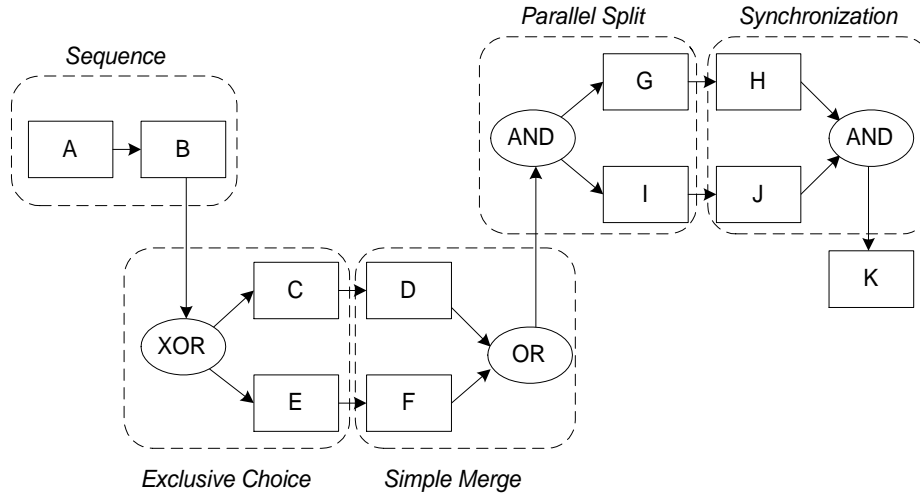 Parallel Split
Synchronization
Sequence
G
H
A
B
AND
AND
I
J
C
D
K
XOR
OR
E
F
Exclusive Choice
Simple Merge